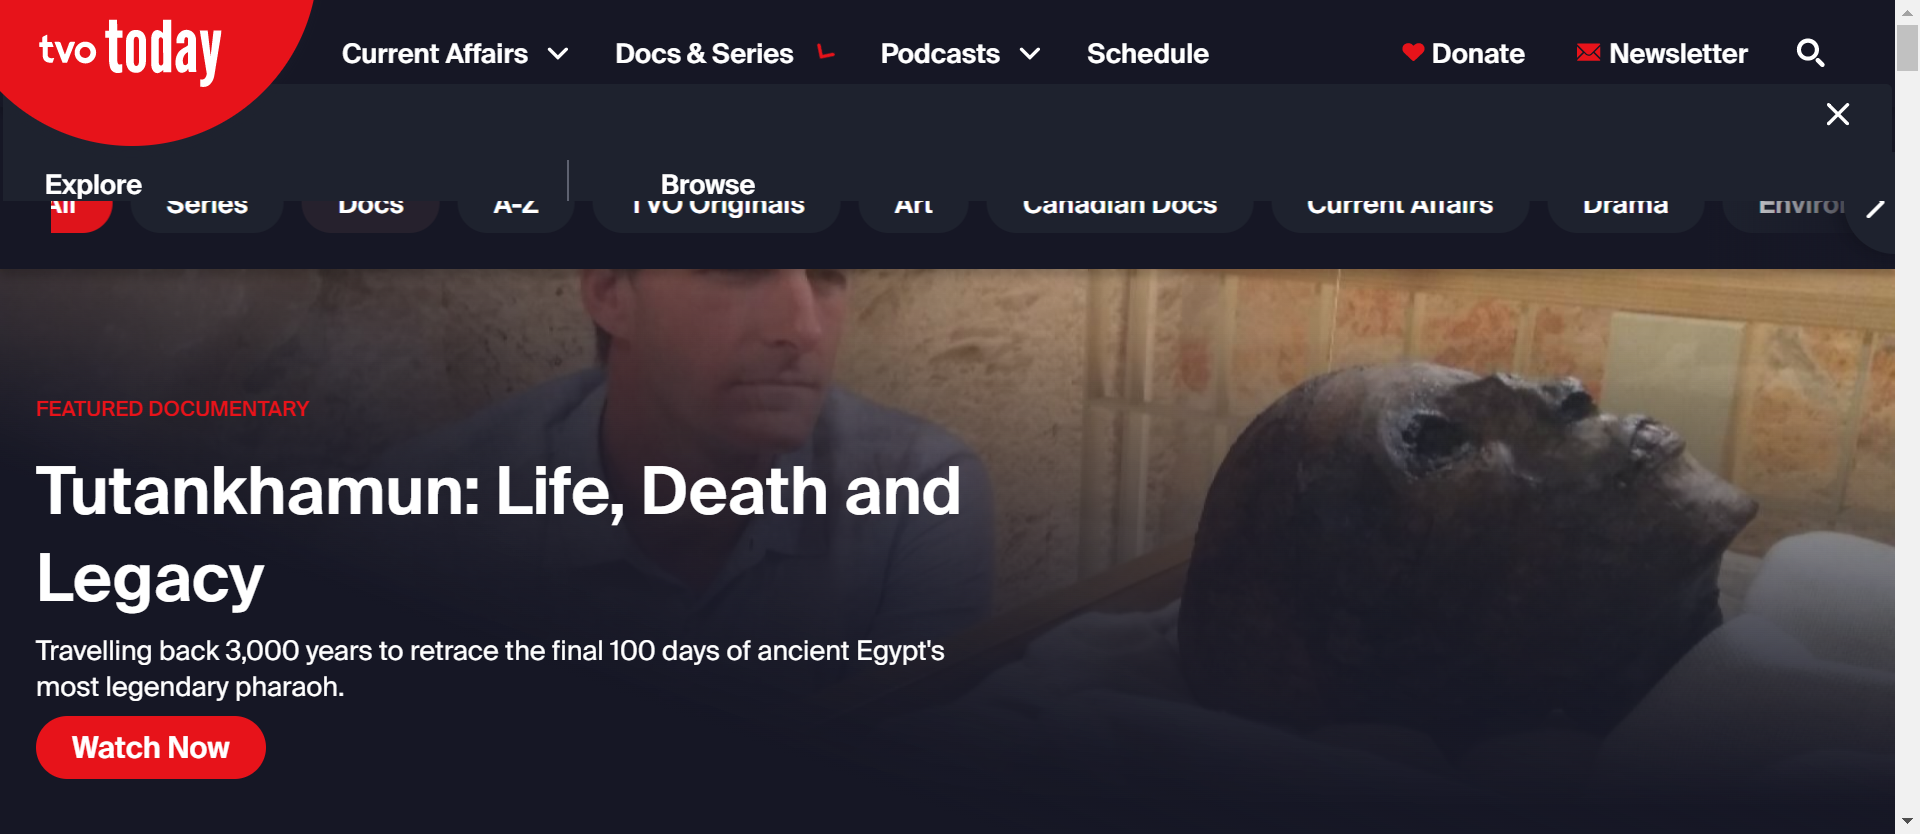 tvo today
Current Affairs
Docs & Series
Podcasts
Schedule
Donate
Newsletter
Explore
Browse
All
Series
Docs
A-Z
TVO Originals
Art
Canadian Docs
Current Affairs
Drama
FEATURED DOCUMENTARY
Tutankhamun: Life, Death and
Legacy
Travelling back 3,000 years to retrace the final 100 days of ancient Egypt's
most legendary pharaoh.
Watch Now